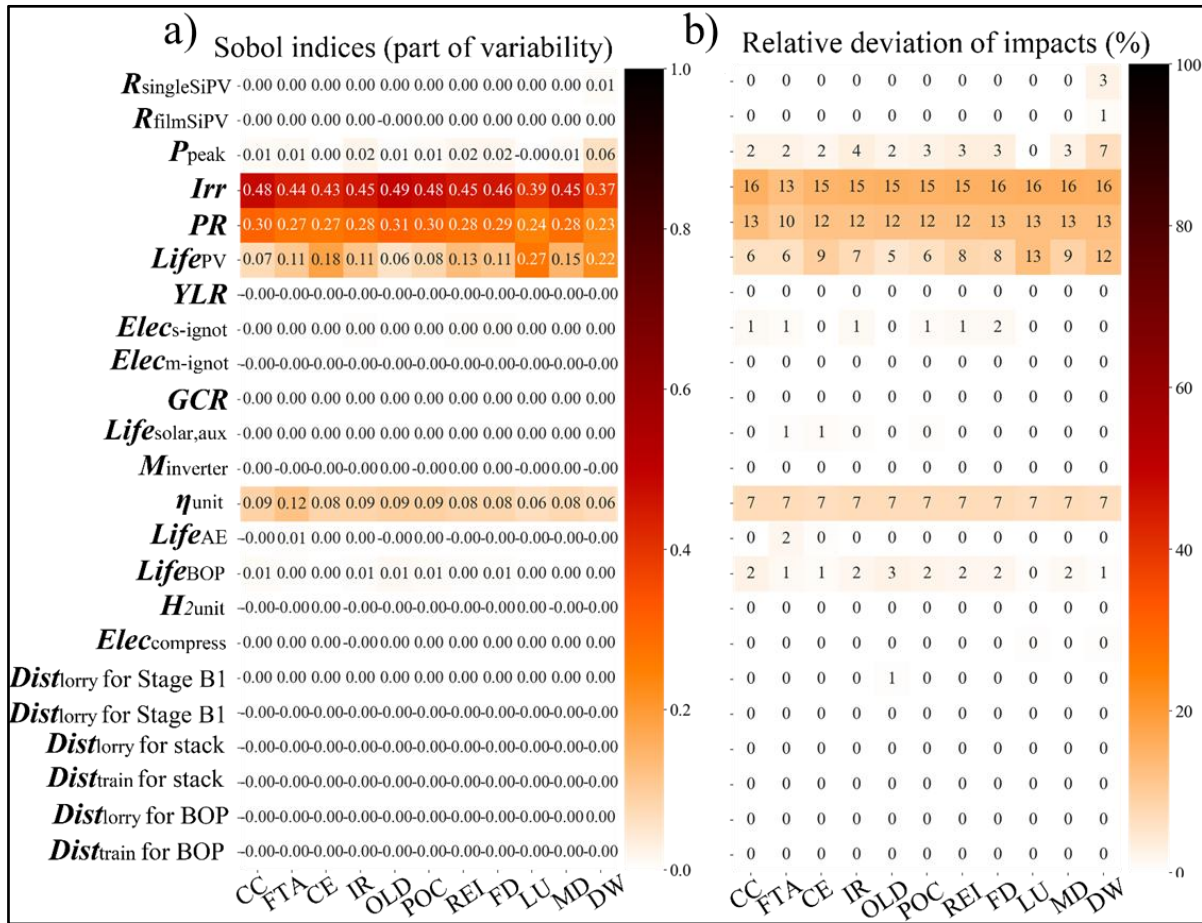 a) Sobol indices (part of variability)
b) Relative deviation of impacts (%)
RsingleSiPV 0.00 0.00 0.00 0.00 0.00 0.00 0.00 0.00 0.00 0.00 0.01 0 0 0 0 0 0 0 0 0 0 3
RfilmSiPV 0.00 0.00 0.00 0.00 -0.00 0.00 0.00 0.00 0.00 0.00 0.00 0 0 0 0 0 0 0 0 0 0 1
Ppeak 0.01 0.01 0.00 0.02 0.01 0.01 0.02 0.02 -0.00 0.01 0.06 2 2 2 4 2 3 3 3 0 3 7
Irr 0.48 0.44 0.43 0.45 0.49 0.48 0.45 0.46 0.39 0.45 0.37 16 13 15 15 15 15 15 16 16 16 16
PR 0.30 0.27 0.27 0.28 0.31 0.30 0.28 0.29 0.24 0.28 0.23 13 10 12 12 12 12 12 13 13 13 13
LifePV 0.07 0.11 0.18 0.11 0.06 0.08 0.13 0.11 0.27 0.15 0.22 6 6 9 7 5 6 8 8 13 9 12
YLR -0.00 -0.00 -0.00 -0.00 -0.00 -0.00 -0.00 -0.00 -0.00 -0.00 -0.00 0 0 0 0 0 0 0 0 0 0 0
Elecs-ignot 0.00 0.00 0.00 0.00 0.00 0.00 0.00 0.00 0.00 0.00 0.00 1 1 0 1 0 1 1 2 0 0 0
Elecm-ignot -0.00 -0.00 -0.00 -0.00 -0.00 -0.00 -0.00 -0.00 -0.00 -0.00 -0.00 0 0 0 0 0 0 0 0 0 0 0
GCR 0.00 0.00 0.00 0.00 0.00 0.00 0.00 0.00 0.00 0.00 0.00 0 0 0 0 0 0 0 0 0 0 0
Lifesolar,aux 0.00 0.00 0.00 0.00 0.00 0.00 0.00 0.00 0.00 0.00 0.00 0 1 1 0 0 0 0 0 0 0 0
Minverter 0.00 -0.00 -0.00 0.00 0.00 -0.00 0.00 0.00 -0.00 0.00 -0.00 0 0 0 0 0 0 0 0 0 0 0
ηunit 0.09 0.12 0.08 0.09 0.09 0.09 0.08 0.08 0.06 0.08 0.06 7 7 7 7 7 7 7 7 7 7 7
LifeAE -0.00 0.01 -0.00 0.00 -0.00 -0.00 0.00 -0.00 -0.00 0.00 -0.00 0 2 0 0 0 0 0 0 0 0 0
LifeBOP 0.01 0.00 0.00 0.01 0.01 0.01 0.00 0.01 0.00 0.00 0.00 2 1 1 2 3 2 2 2 0 2 1
H2unit -0.00 -0.00 0.00 -0.00 -0.00 -0.00 -0.00 -0.00 0.00 -0.00 -0.00 0 0 0 0 0 0 0 0 0 0 0
Eleccompress 0.00 0.00 0.00 -0.00 0.00 0.00 0.00 0.00 0.00 0.00 0.00 0 0 0 0 0 0 0 0 0 0 0
Distlorry for Stage B1 0.00 0.00 0.00 0.00 0.00 0.00 0.00 0.00 0.00 0.00 0.00 0 0 0 0 1 0 0 0 0 0 0
Distlorry for Stage B1 -0.00 -0.00 -0.00 -0.00 -0.00 -0.00 -0.00 -0.00 -0.00 -0.00 -0.00 0 0 0 0 0 0 0 0 0 0 0
Distlorry for stack -0.00 -0.00 -0.00 -0.00 -0.00 -0.00 -0.00 -0.00 -0.00 -0.00 -0.00 0 0 0 0 0 0 0 0 0 0 0
Disttrain for stack -0.00 -0.00 -0.00 -0.00 -0.00 -0.00 -0.00 -0.00 -0.00 -0.00 -0.00 0 0 0 0 0 0 0 0 0 0 0
Distlorry for BOP -0.00 -0.00 -0.00 -0.00 -0.00 -0.00 -0.00 -0.00 -0.00 -0.00 0.00 0 0 0 0 0 0 0 0 0 0 0
Disttrain for BOP -0.00 -0.00 -0.00 -0.00 -0.00 -0.00 -0.00 -0.00 -0.00 -0.00 -0.00 0 0 0 0 0 0 0 0 0 0 0
CC FTA CE IR OLD POC REI FD LU MD DW
CC FTA CE IR OLD POC REI FD LU MD DW
1.0
0.8
0.6
0.4
0.2
0.0
100
80
60
40
20
0